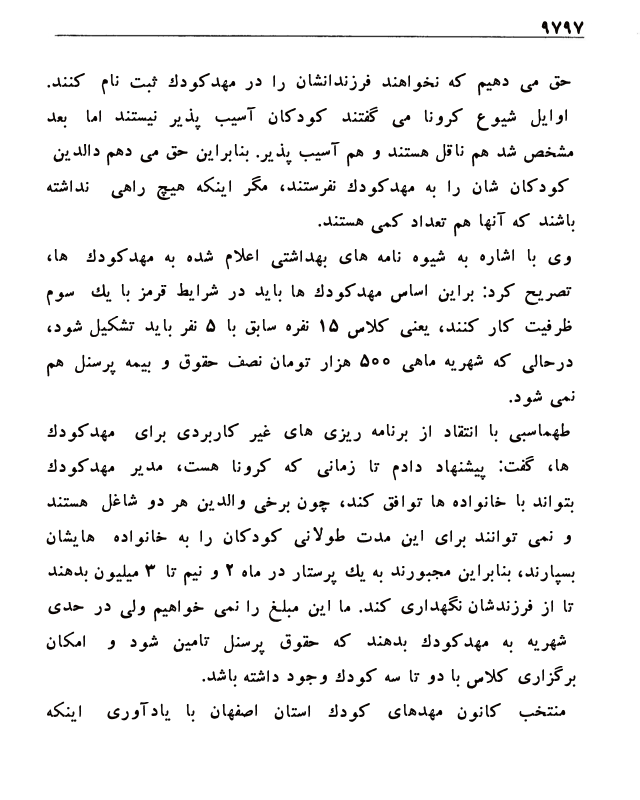 ۹۷۹۷
حق می دهیم که نخواهند فرزندانشان را در مهدکودك ثبت نام کنند.
اوایل شیوع کرونا می گفتند کودکان آسیب پذیر نیستند اما بعد
مشخص شد هم ناقل هستند و هم آسیب پذیر. بنابراین حق می دهم دالدین
کودکان شان را به مهدکودك نفرستند، مگر اینکه هیچ راهی نداشته
باشند که آنها هم تعداد کمی هستند.
وی با اشاره به شیوه نامه های بهداشتی اعلام شده به مهدکودك ها،
تصریح کرد: براین اساس مهدکودك ها باید در شرایط قرمز با یك سوم
ظرفیت کار کنند، یعنی کلاس ۱۵ نفره سابق با ۵ نفر باید تشکیل شود،
درحالی که شهریه ماهی ۵۰۰ هزار تومان نصف حقوق و بیمه پرسنل هم
نمی شود.
طهماسبی با انتقاد از برنامه ریزی های غیر کاربردی برای مهدکودك
ها، گفت: پیشنهاد دادم تا زمانی که کرونا هست، مدیر مهدکودك
بتواند با خانواده ها توافق کند، چون برخی والدین هر دو شاغل هستند
و نمی توانند برای این مدت طولانی کودکان را به خانواده هایشان
بسپارند، بنابراین مجبورند به یك پرستار در ماه ۲ و نیم تا ۳ میلیون بدهند
تا از فرزندشان نگهداری کند. ما این مبلغ را نمی خواهیم ولی در حدی
شهریه به مهدکودك بدهند که حقوق پرسنل تامین شود و امکان
برگزاری کلاس با دو تا سه کودك وجود داشته باشد.
منتخب کانون مهدهای کودك استان اصفهان با یادآوری اینکه